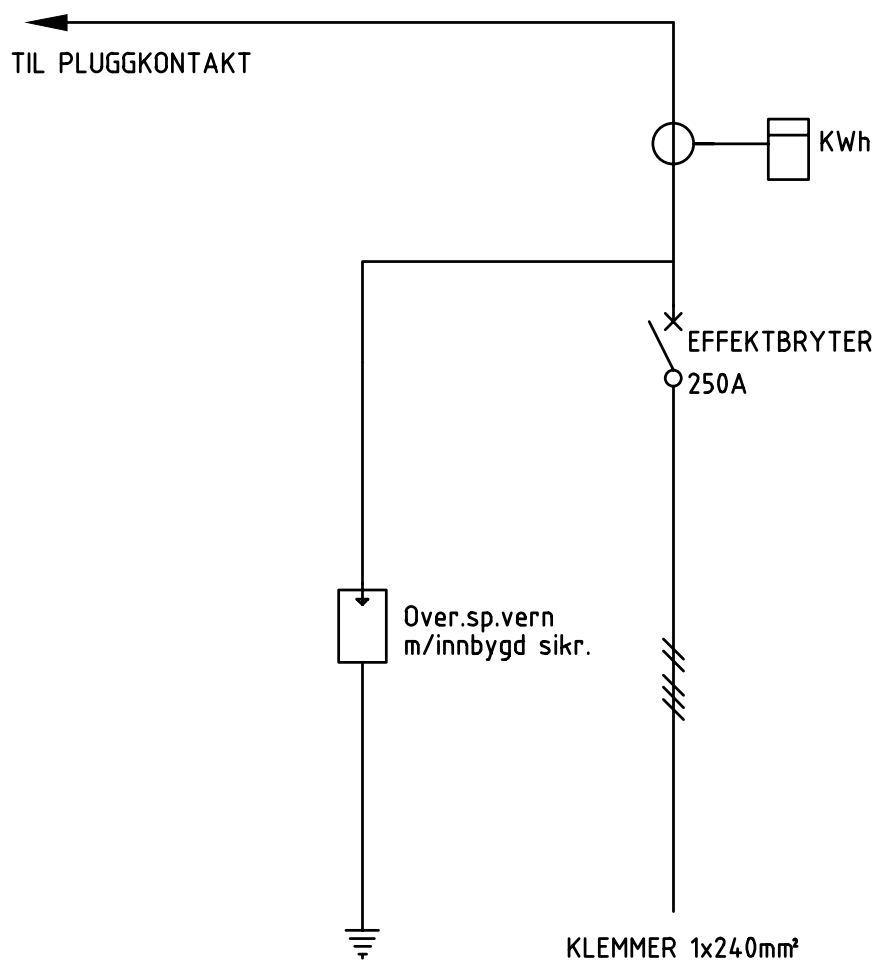 TIL PLUGGKONTAKT
KWh
EFFEKTBRYTER
250A
Over.sp.vern
m/innbygd sikr.
KLEMMER 1x240mm²